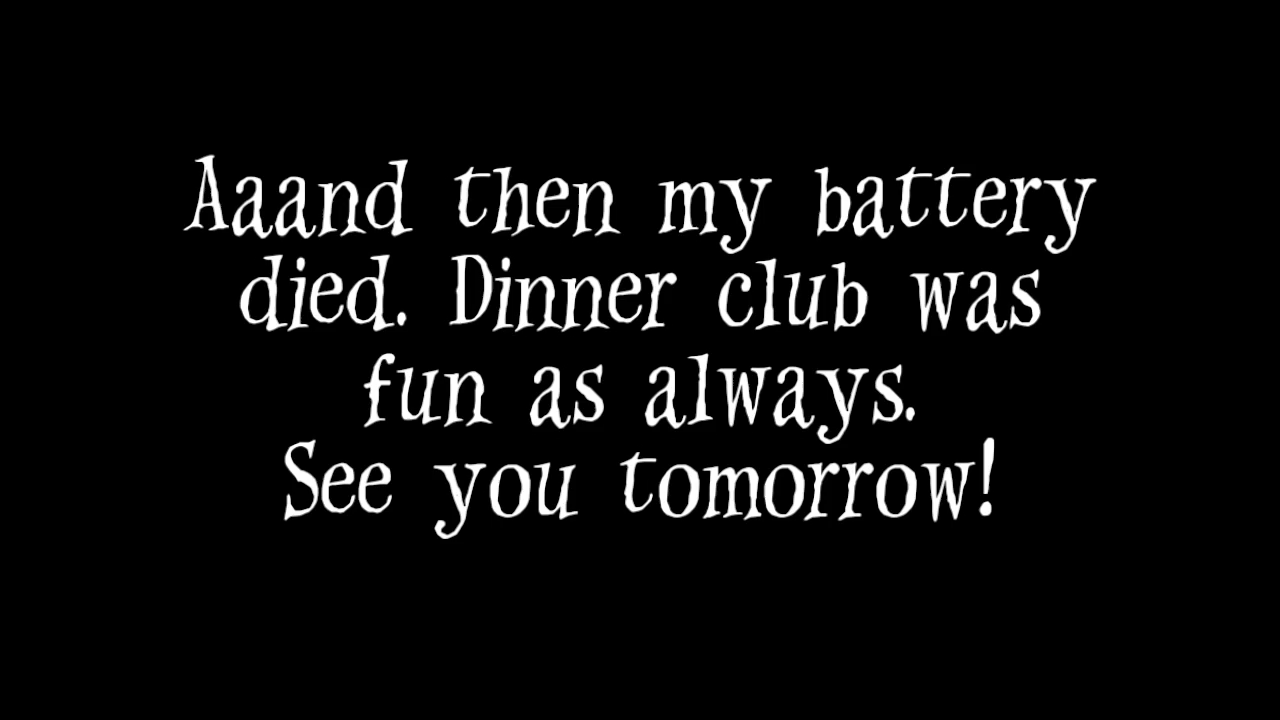 Aaand then my battery
died. Dinner club was
fun as always.
See you tomorrow!